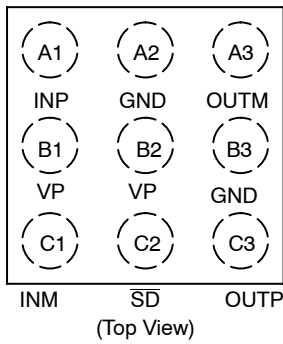 A1 A2 A3
INP GND OUTM
B1 B2 B3
VP VP GND
C1 C2 C3
INM S̅D̅ OUTP
(Top View)